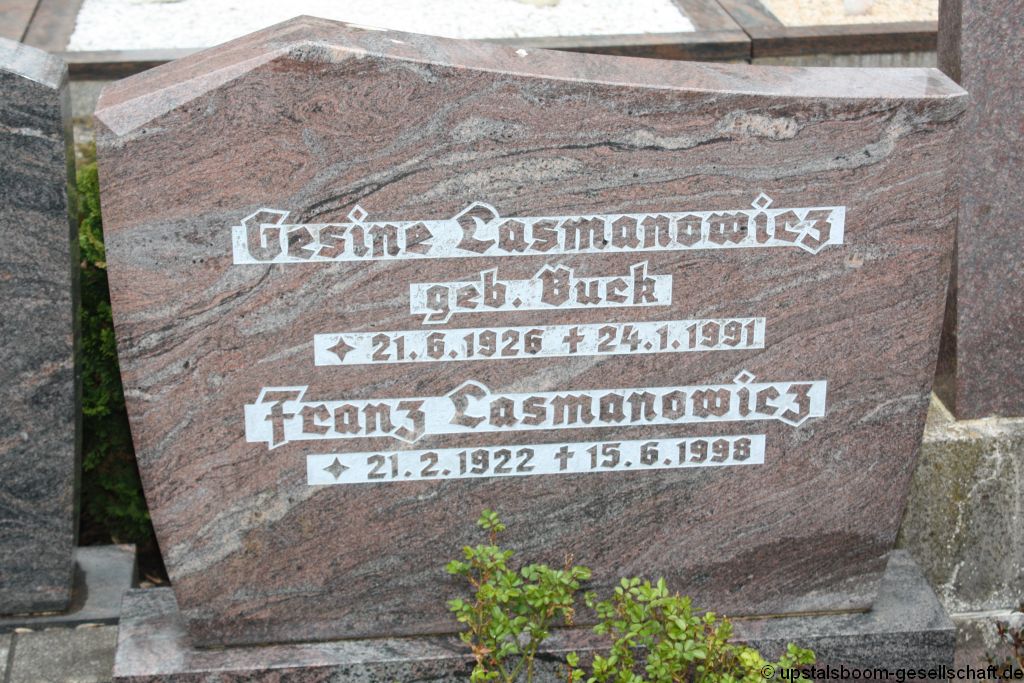 Gesine Casmanowicz
geb. Buck
21.6.1926 † 24.1.1991
Franz Casmanowicz
21.2.1922 † 15.6.1998
© upstalsboom-gesellschaft.de